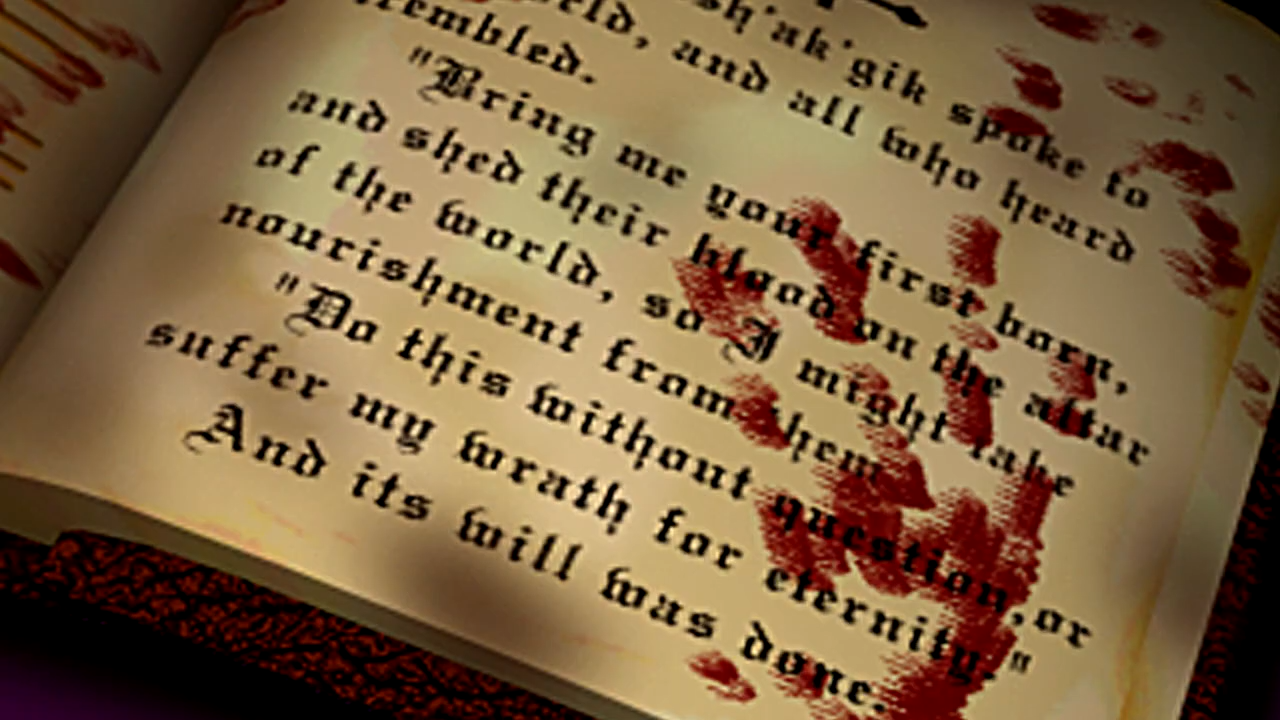 sh'ak'gik spoke to
eld, and all who heard
trembled.
"Bring me your first born,
and shed their blood on the altar
of the world, so I might take
nourishment from them
"Do this without question, or
suffer my wrath for eternity."
And its will was done.